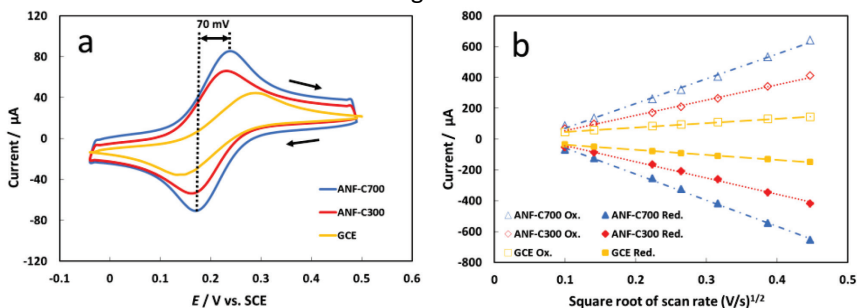 70 mV
a
120
80
40
0
-40
-80
-120
-0.1 0 0.1 0.2 0.3 0.4 0.5 0.6
Current / µA
E / V vs. SCE
ANF-C700
ANF-C300
GCE
b
800
600
400
200
0
-200
-400
-600
-800
0 0.1 0.2 0.3 0.4 0.5
Current / µA
Square root of scan rate (V/s)1/2
ANF-C700 Ox. ANF-C700 Red.
ANF-C300 Ox. ANF-C300 Red.
GCE Ox. GCE Red.